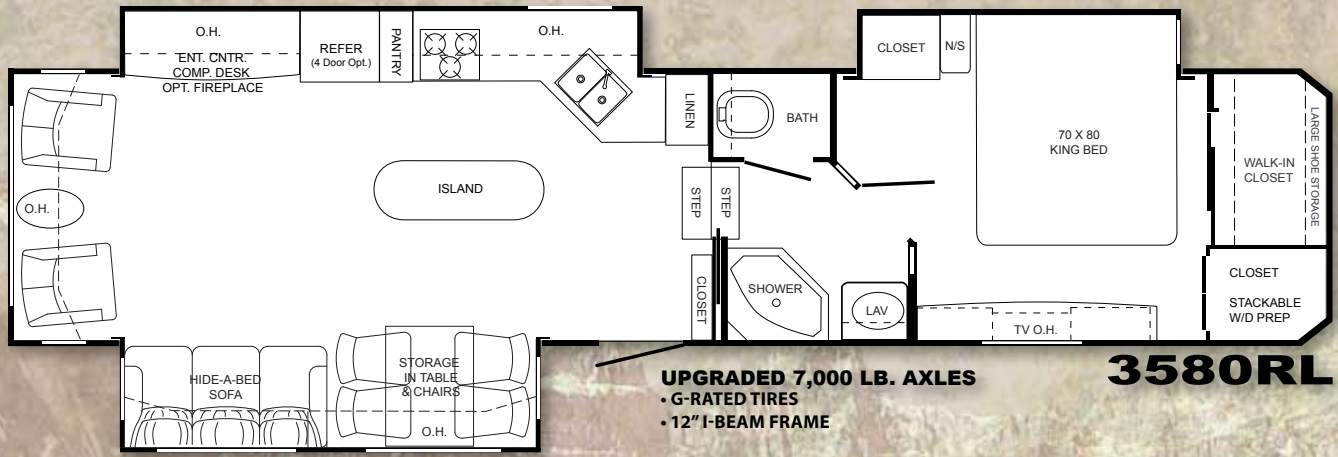 O.H.
ENT. CNTR.
COMP. DESK
OPT. FIREPLACE
REFER
(4 Door Opt.)
PANTRY
O.H.
LINEN
BATH
CLOSET
N/S
70 X 80
KING BED
WALK-IN
CLOSET
LARGE SHOE STORAGE
O.H.
ISLAND
STEP
STEP
CLOSET
SHOWER
LAV
TV O.H.
CLOSET
STACKABLE
W/D PREP
HIDE-A-BED
SOFA
STORAGE
IN TABLE
& CHAIRS
O.H.
UPGRADED 7,000 LB. AXLES
• G-RATED TIRES
• 12" I-BEAM FRAME
3580RL